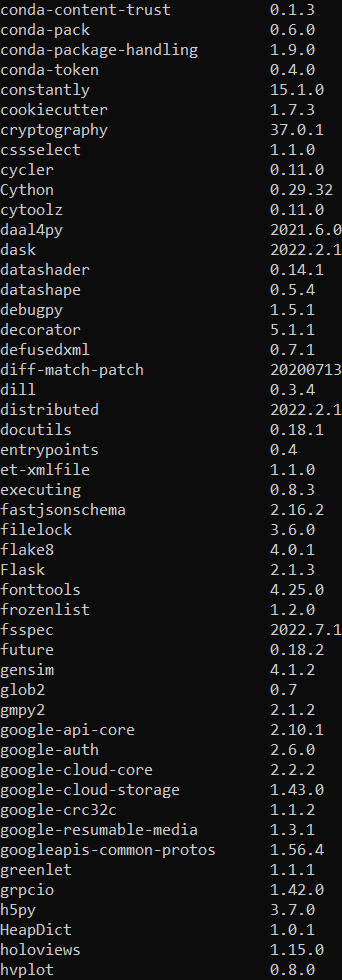 conda-content-trust 0.1.3
conda-pack 0.6.0
conda-package-handling 1.9.0
conda-token 0.4.0
constantly 15.1.0
cookiecutter 1.7.3
cryptography 37.0.1
cssselect 1.1.0
cycler 0.11.0
Cython 0.29.32
cytoolz 0.11.0
daal4py 2021.6.0
dask 2022.2.1
datashader 0.14.1
datashape 0.5.4
debugpy 1.5.1
decorator 5.1.1
defusedxml 0.7.1
diff-match-patch 20200713
dill 0.3.4
distributed 2022.2.1
docutils 0.18.1
entrypoints 0.4
et-xmlfile 1.1.0
executing 0.8.3
fastjsonschema 2.16.2
filelock 3.6.0
flake8 4.0.1
Flask 2.1.3
fonttools 4.25.0
frozenlist 1.2.0
fsspec 2022.7.1
future 0.18.2
gensim 4.1.2
glob2 0.7
gmpy2 2.1.2
google-api-core 2.10.1
google-auth 2.6.0
google-cloud-core 2.2.2
google-cloud-storage 1.43.0
google-crc32c 1.1.2
google-resumable-media 1.3.1
googleapis-common-protos 1.56.4
greenlet 1.1.1
grpcio 1.42.0
h5py 3.7.0
HeapDict 1.0.1
holoviews 1.15.0
hvplot 0.8.0